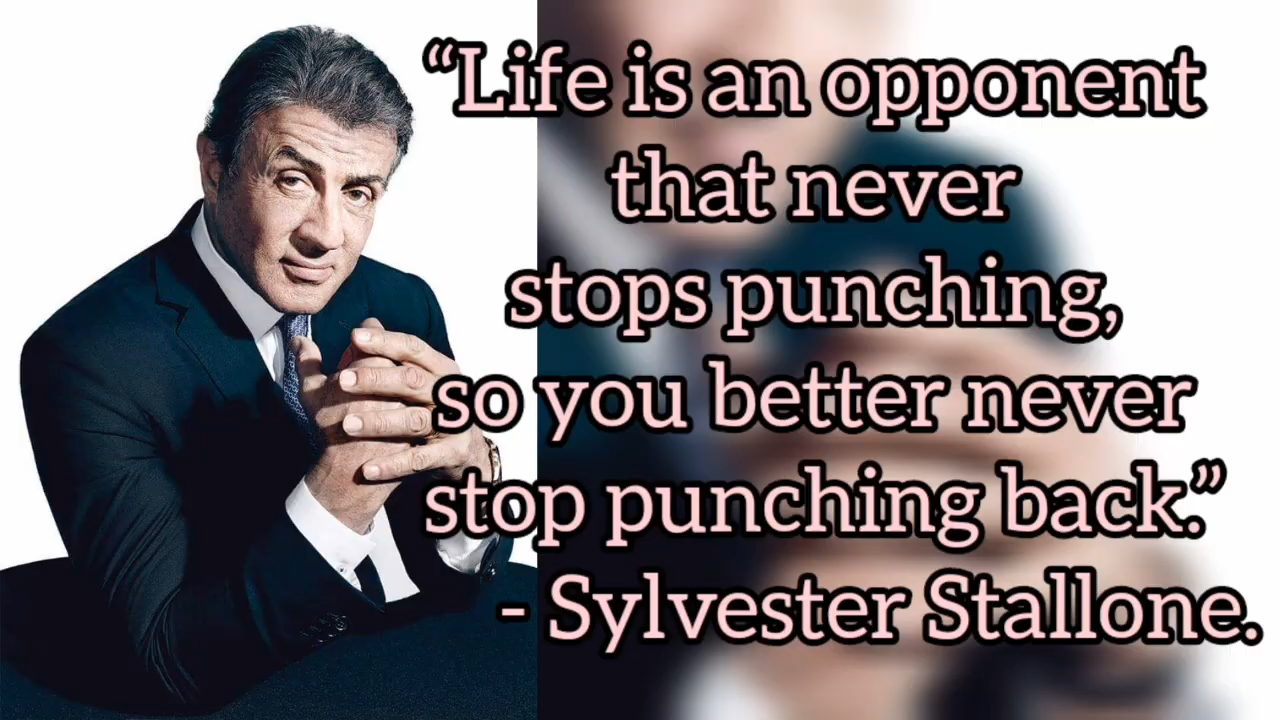 “Life is an opponent
that never
stops punching,
so you better never
stop punching back.”
- Sylvester Stallone.